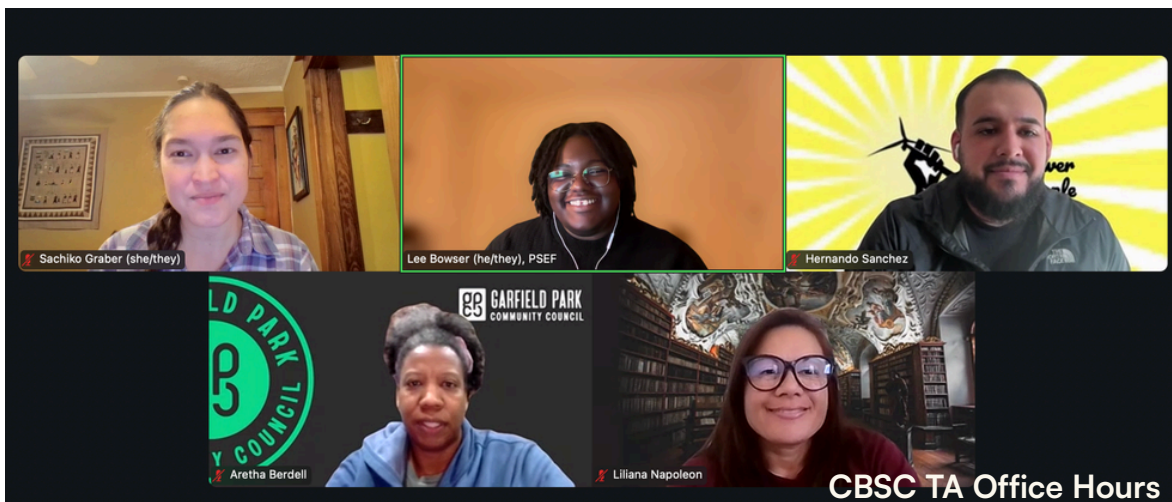 Sachiko Graber (she/they)
Lee Bowser (he/they), PSEF
Hernando Sanchez
GARFIELD PARK
COMMUNITY COUNCIL
Aretha Berdell
Liliana Napoleon
CBSC TA Office Hours